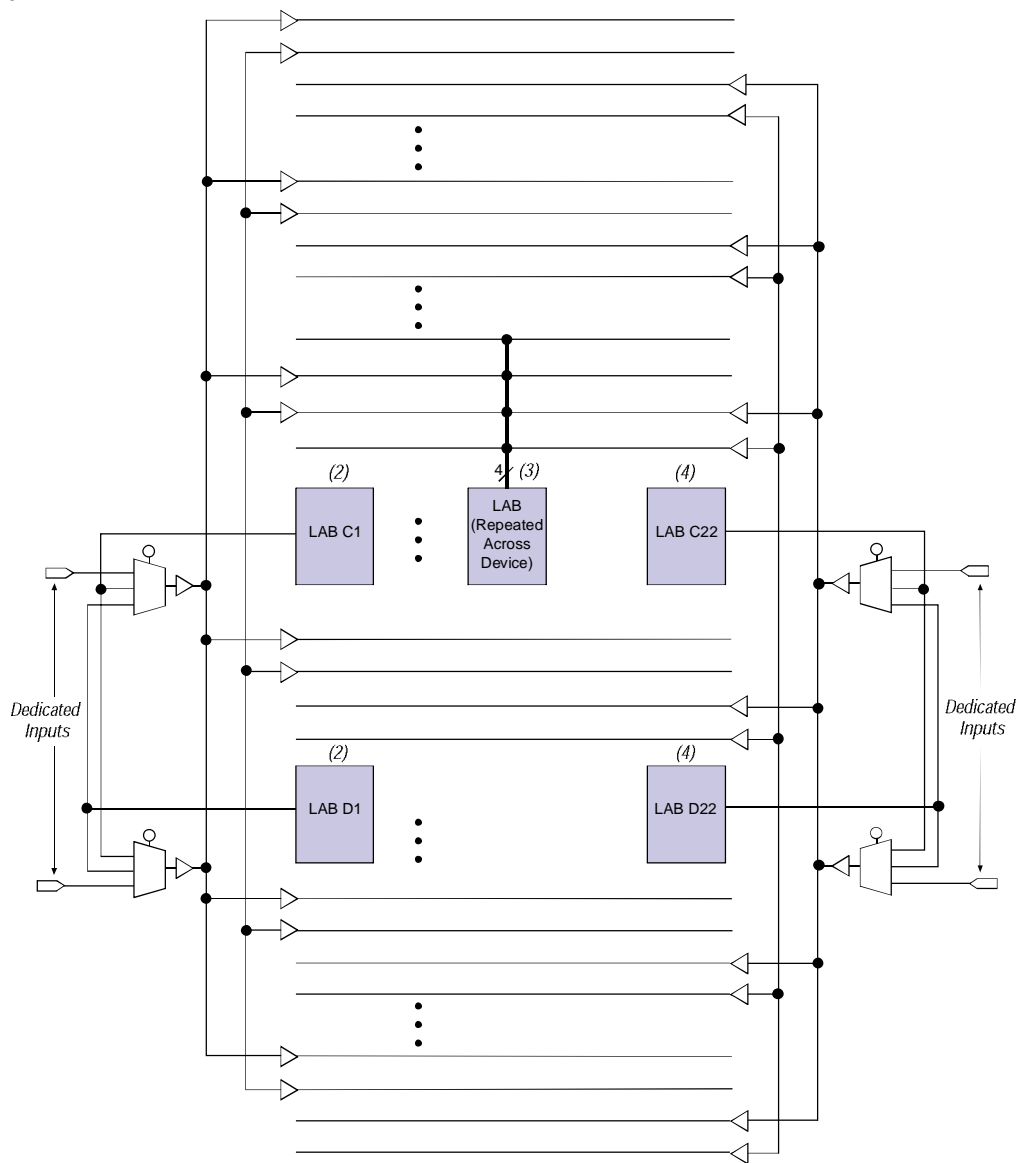 4 (3)
(2)
(4)
LAB C1
LAB
(Repeated
Across
Device)
LAB C22
Dedicated
Inputs
Dedicated
Inputs
(2)
(4)
LAB D1
LAB D22